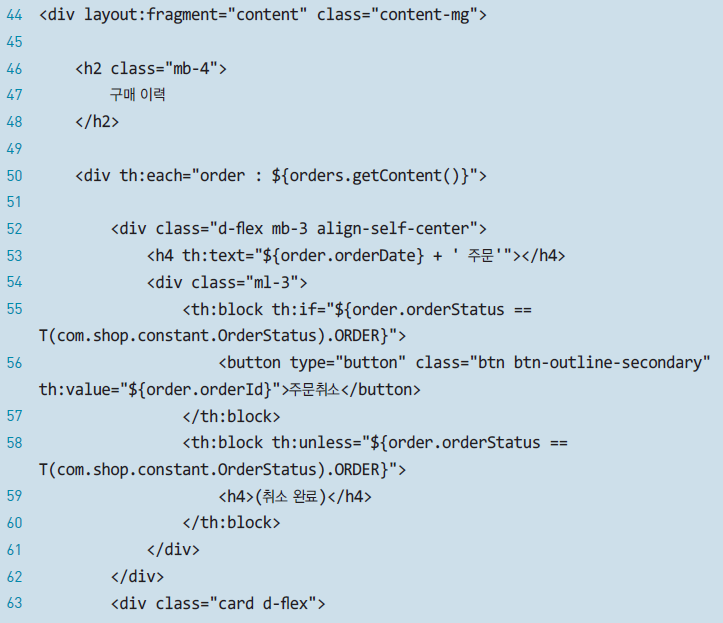 44 <div layout:fragment="content" class="content-mg">
45
46     <h2 class="mb-4">
47         구매 이력
48     </h2>
49
50     <div th:each="order : ${orders.getContent()}">
51
52         <div class="d-flex mb-3 align-self-center">
53             <h4 th:text="${order.orderDate} + ' 주문'"></h4>
54             <div class="ml-3">
55                 <th:block th:if="${order.orderStatus ==
T(com.shop.constant.OrderStatus).ORDER}">
56                     <button type="button" class="btn btn-outline-secondary"
th:value="${order.orderId}">주문취소</button>
57                 </th:block>
58                 <th:block th:unless="${order.orderStatus ==
T(com.shop.constant.OrderStatus).ORDER}">
59                     <h4>(취소 완료)</h4>
60                 </th:block>
61             </div>
62         </div>
63         <div class="card d-flex">